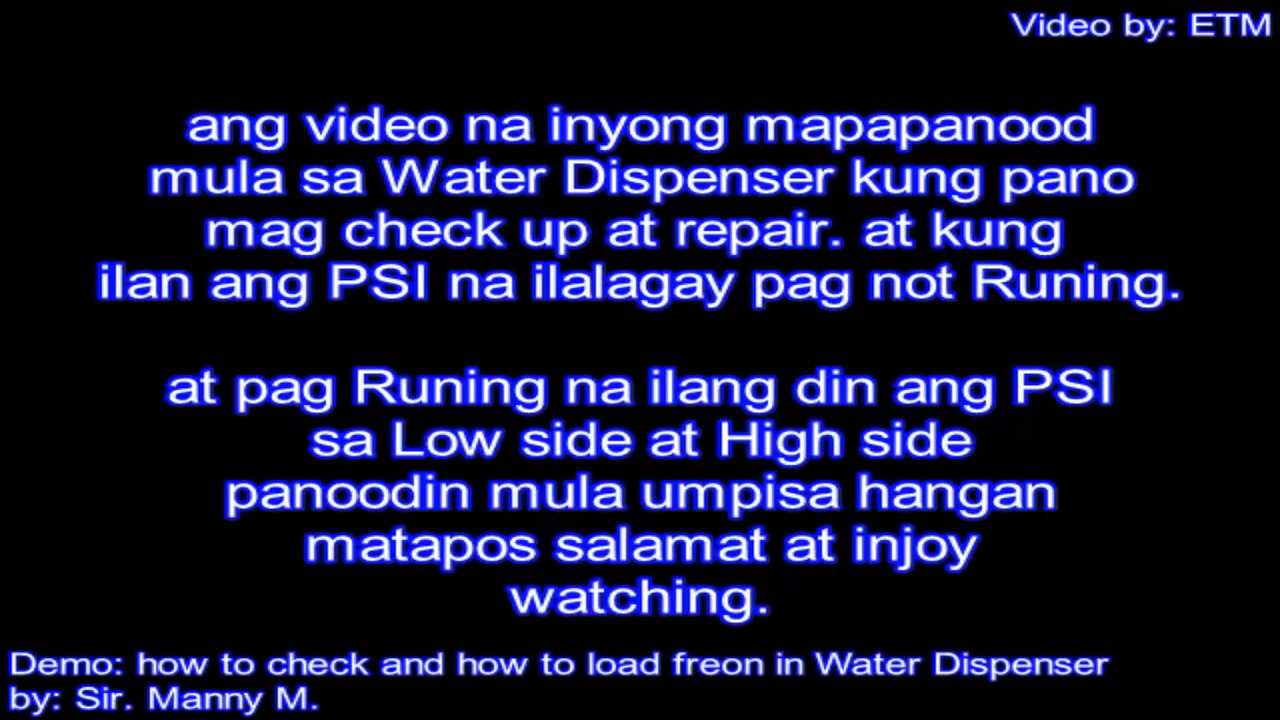 Video by: ETM
ang video na inyong mapapanood
mula sa Water Dispenser kung pano
mag check up at repair. at kung
ilan ang PSI na ilalagay pag not Runing.
at pag Runing na ilang din ang PSI
sa Low side at High side
panoodin mula umpisa hangan
matapos salamat at injoy
watching.
Demo: how to check and how to load freon in Water Dispenser
by: Sir. Manny M.